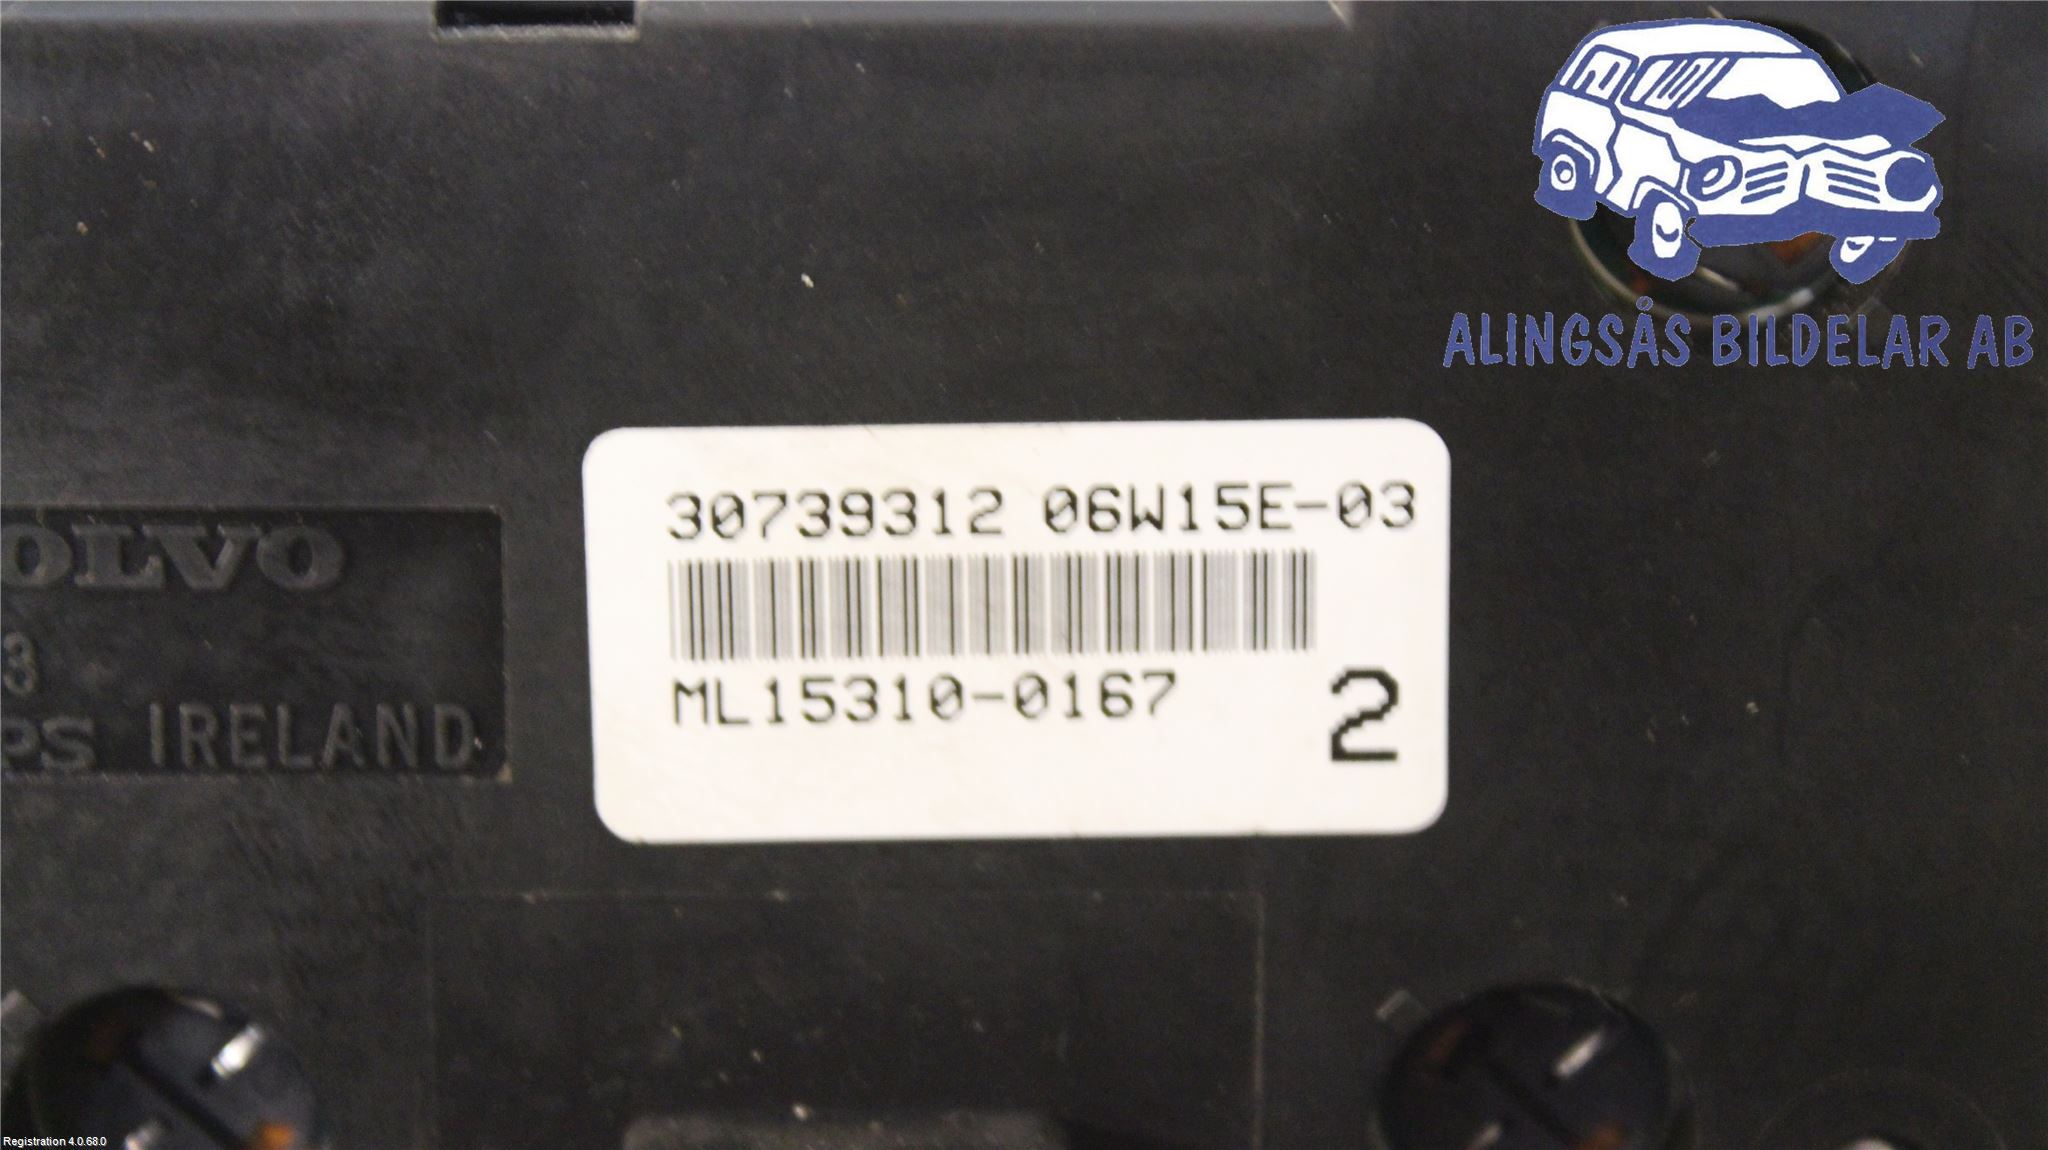 ALINGSÅS BILDELAR AB
30739312 06W15E-03
OLVO
3
ML15310-0167 2
PS IRELAND
Registration 4.0.68.0